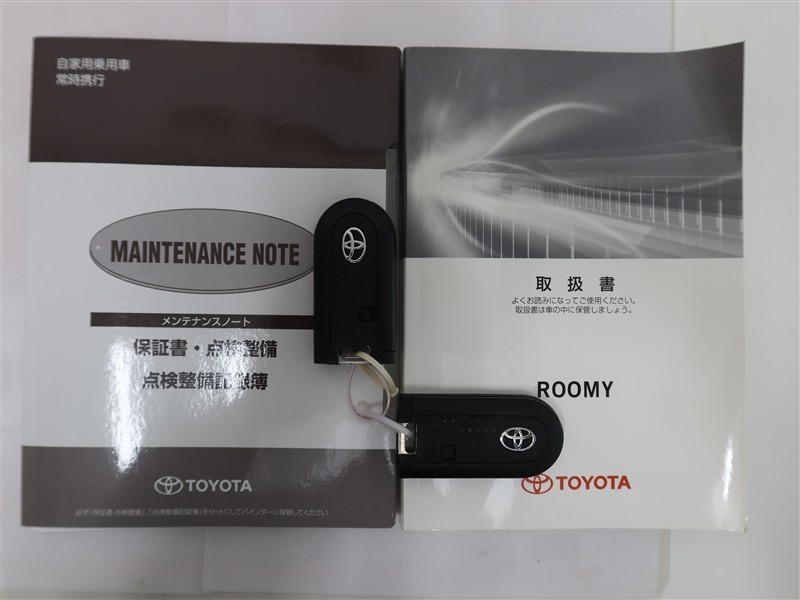 自家用乗用車
常時携行
MAINTENANCE NOTE
メンテナンスノート
保証書・点検整備
点検整備記録簿
TOYOTA
取扱書
よくお読みになってご使用ください。
取扱書は車の中に保管しましょう。
ROOMY
TOYOTA